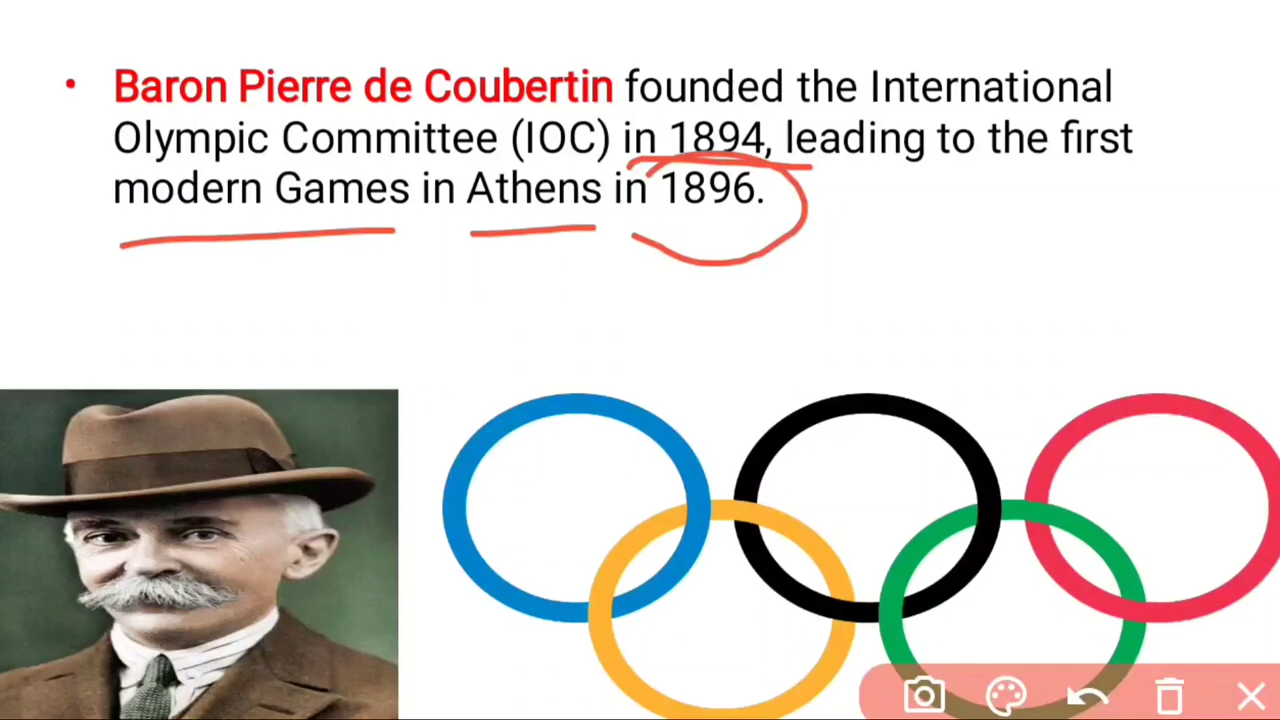 • Baron Pierre de Coubertin founded the International
Olympic Committee (IOC) in 1894, leading to the first
modern Games in Athens in 1896.